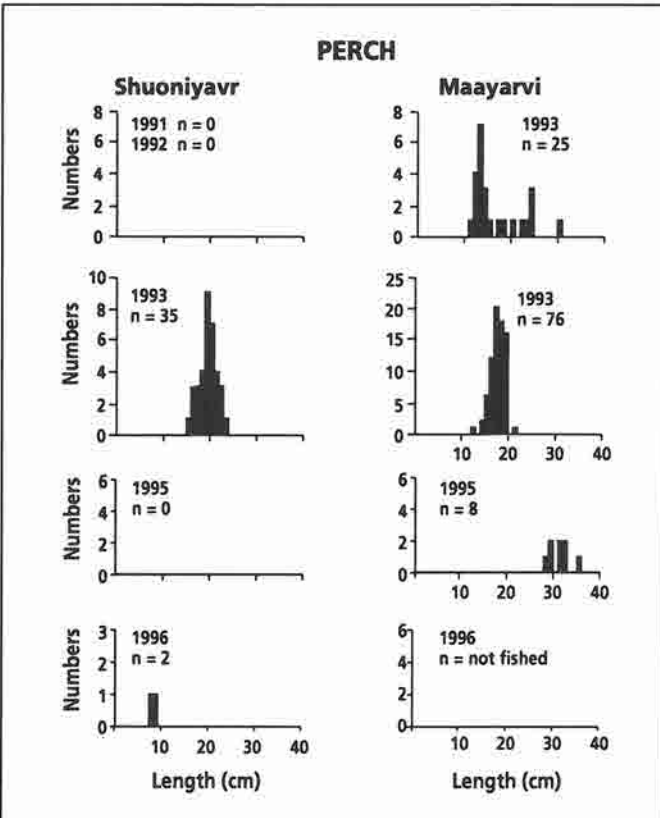 PERCH
Shuoniyavr
Numbers
8
6
4
2
0
1991 n = 0
1992 n = 0
Maayarvi
8
6
4
2
0
1993
n = 25
Numbers
10
8
6
4
2
0
1993
n = 35
25
20
15
10
5
0
1993
n = 76
10 20 30 40
Numbers
6
4
2
0
1995
n = 0
6
4
2
0
1995
n = 8
10 20 30 40
Numbers
3
2
1
0
1996
n = 2
10 20 30 40
Length (cm)
6
4
2
0
1996
n = not fished
10 20 30 40
Length (cm)